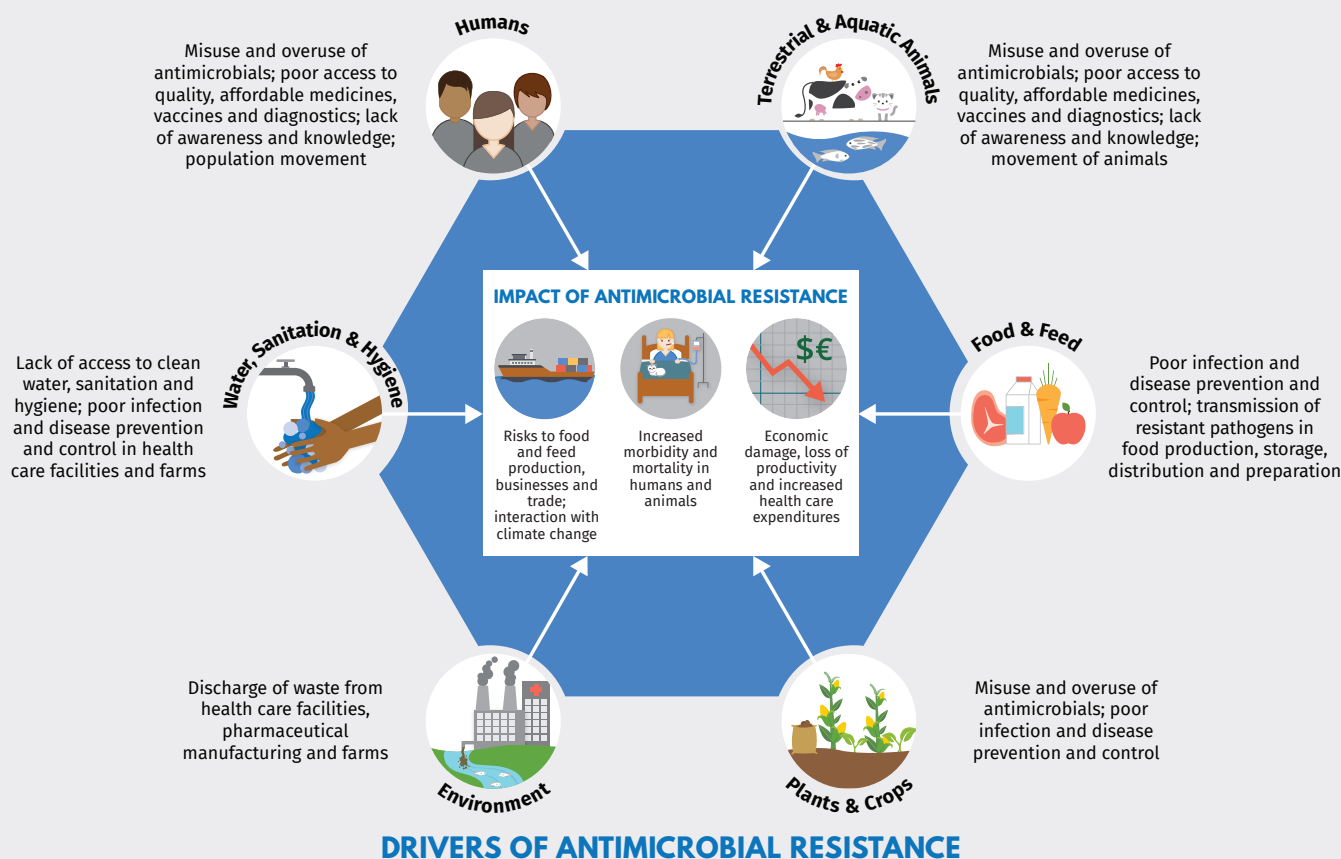 Humans
Misuse and overuse of
antimicrobials; poor access to
quality, affordable medicines,
vaccines and diagnostics; lack
of awareness and knowledge;
population movement
Terrestrial & Aquatic Animals
Misuse and overuse of
antimicrobials; poor access to
quality, affordable medicines,
vaccines and diagnostics; lack
of awareness and knowledge;
movement of animals
Water, Sanitation & Hygiene
Lack of access to clean
water, sanitation and
hygiene; poor infection
and disease prevention
and control in health
care facilities and farms
IMPACT OF ANTIMICROBIAL RESISTANCE
Risks to food
and feed
production,
businesses and
trade;
interaction with
climate change
Increased
morbidity and
mortality in
humans and
animals
$€
Economic
damage, loss of
productivity
and increased
health care
expenditures
Food & Feed
Poor infection and
disease prevention and
control; transmission of
resistant pathogens in
food production, storage,
distribution and preparation
Discharge of waste from
health care facilities,
pharmaceutical
manufacturing and farms
Environment
Plants & Crops
Misuse and overuse of
antimicrobials; poor
infection and disease
prevention and control
DRIVERS OF ANTIMICROBIAL RESISTANCE